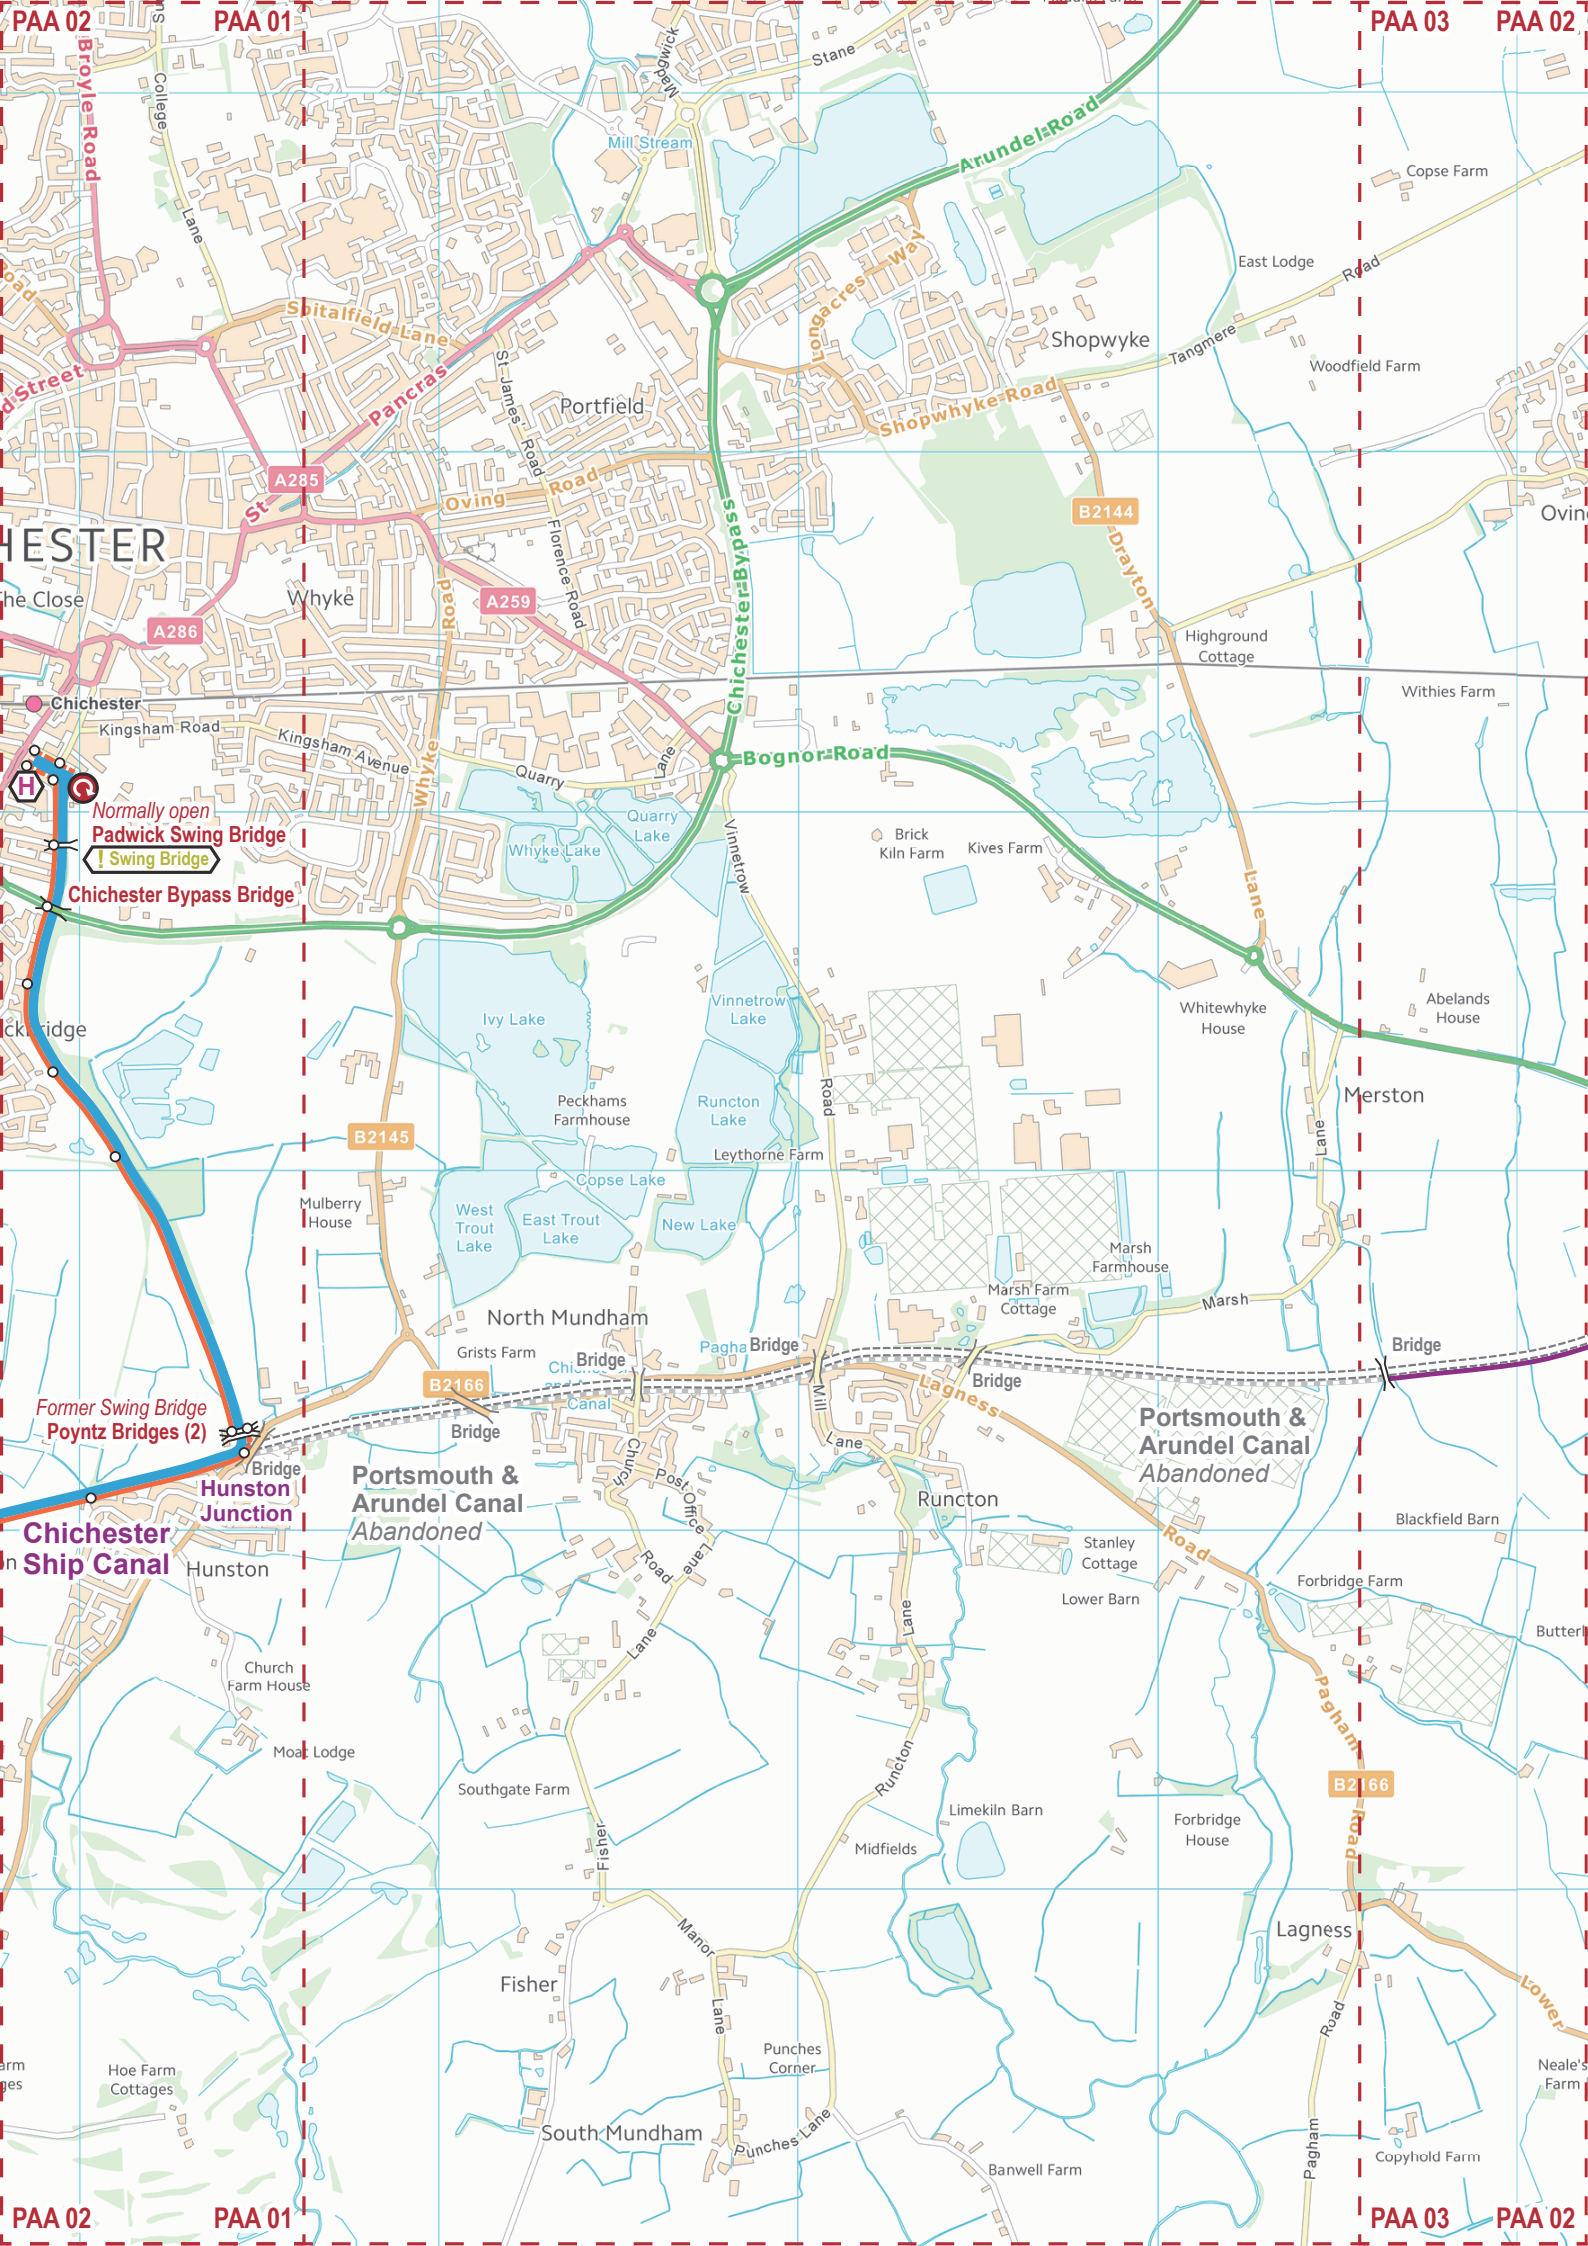 PAA 02
PAA 01
PAA 03
PAA 02
Broyle Road
College
Lane
Madgwick
Stane
Mill Stream
Arundel Road
Copse Farm
East Lodge
Road
Spitalfield Lane
Longacres Way
Shopwyke
Tangmere
Woodfield Farm
St James' Road
Portfield
St Pancras
Shopwhyke Road
A285
Oving Road
B2144
HESTER
Chichester Bypass
Drayton
The Close
Whyke
Florence Road
A259
A286
Road
Highground
Cottage
Withies Farm
Chichester
Kingsham Road
Kingsham Avenue
Whyke
Quarry
Lane
Bognor Road
H
Normally open
Padwick Swing Bridge
! Swing Bridge
Quarry
Lake
Whyke Lake
Vinnetrow
Brick
Kiln Farm
Kives Farm
Chichester Bypass Bridge
Lane
Ivy Lake
Vinnetrow
Lake
Whitewhyke
House
Abelands
House
Peckhams
Farmhouse
Runcton
Lake
Road
Merston
B2145
Leythorne Farm
Lane
Copse Lake
Mulberry
House
West
Trout
Lake
East Trout
Lake
New Lake
Marsh
Farmhouse
Marsh Farm
Cottage
Marsh
North Mundham
Grists Farm
Bridge
Bridge
Bridge
B2166
Canal
Bridge
Lagness
Mill
Former Swing Bridge
Poyntz Bridges (2)
Bridge
Bridge
Portsmouth &
Arundel Canal
Abandoned
Hunston
Junction
Portsmouth &
Arundel Canal
Abandoned
Church
Post Office
Lane
Lane
Runcton
Chichester
Ship Canal
Hunston
Road
Road
Stanley
Cottage
Blackfield Barn
Lower Barn
Forbridge Farm
Lane
Lane
Church
Farm House
Pagham
Moat Lodge
Southgate Farm
Runcton
B2166
Limekiln Barn
Forbridge
House
Road
Midfields
Fisher
Manor
Lagness
Fisher
Lower
Lane
Road
Hoe Farm
Cottages
Punches
Corner
Neale's
Farm
South Mundham
Punches Lane
Pagham
Banwell Farm
Copyhold Farm
PAA 02
PAA 01
PAA 03
PAA 02